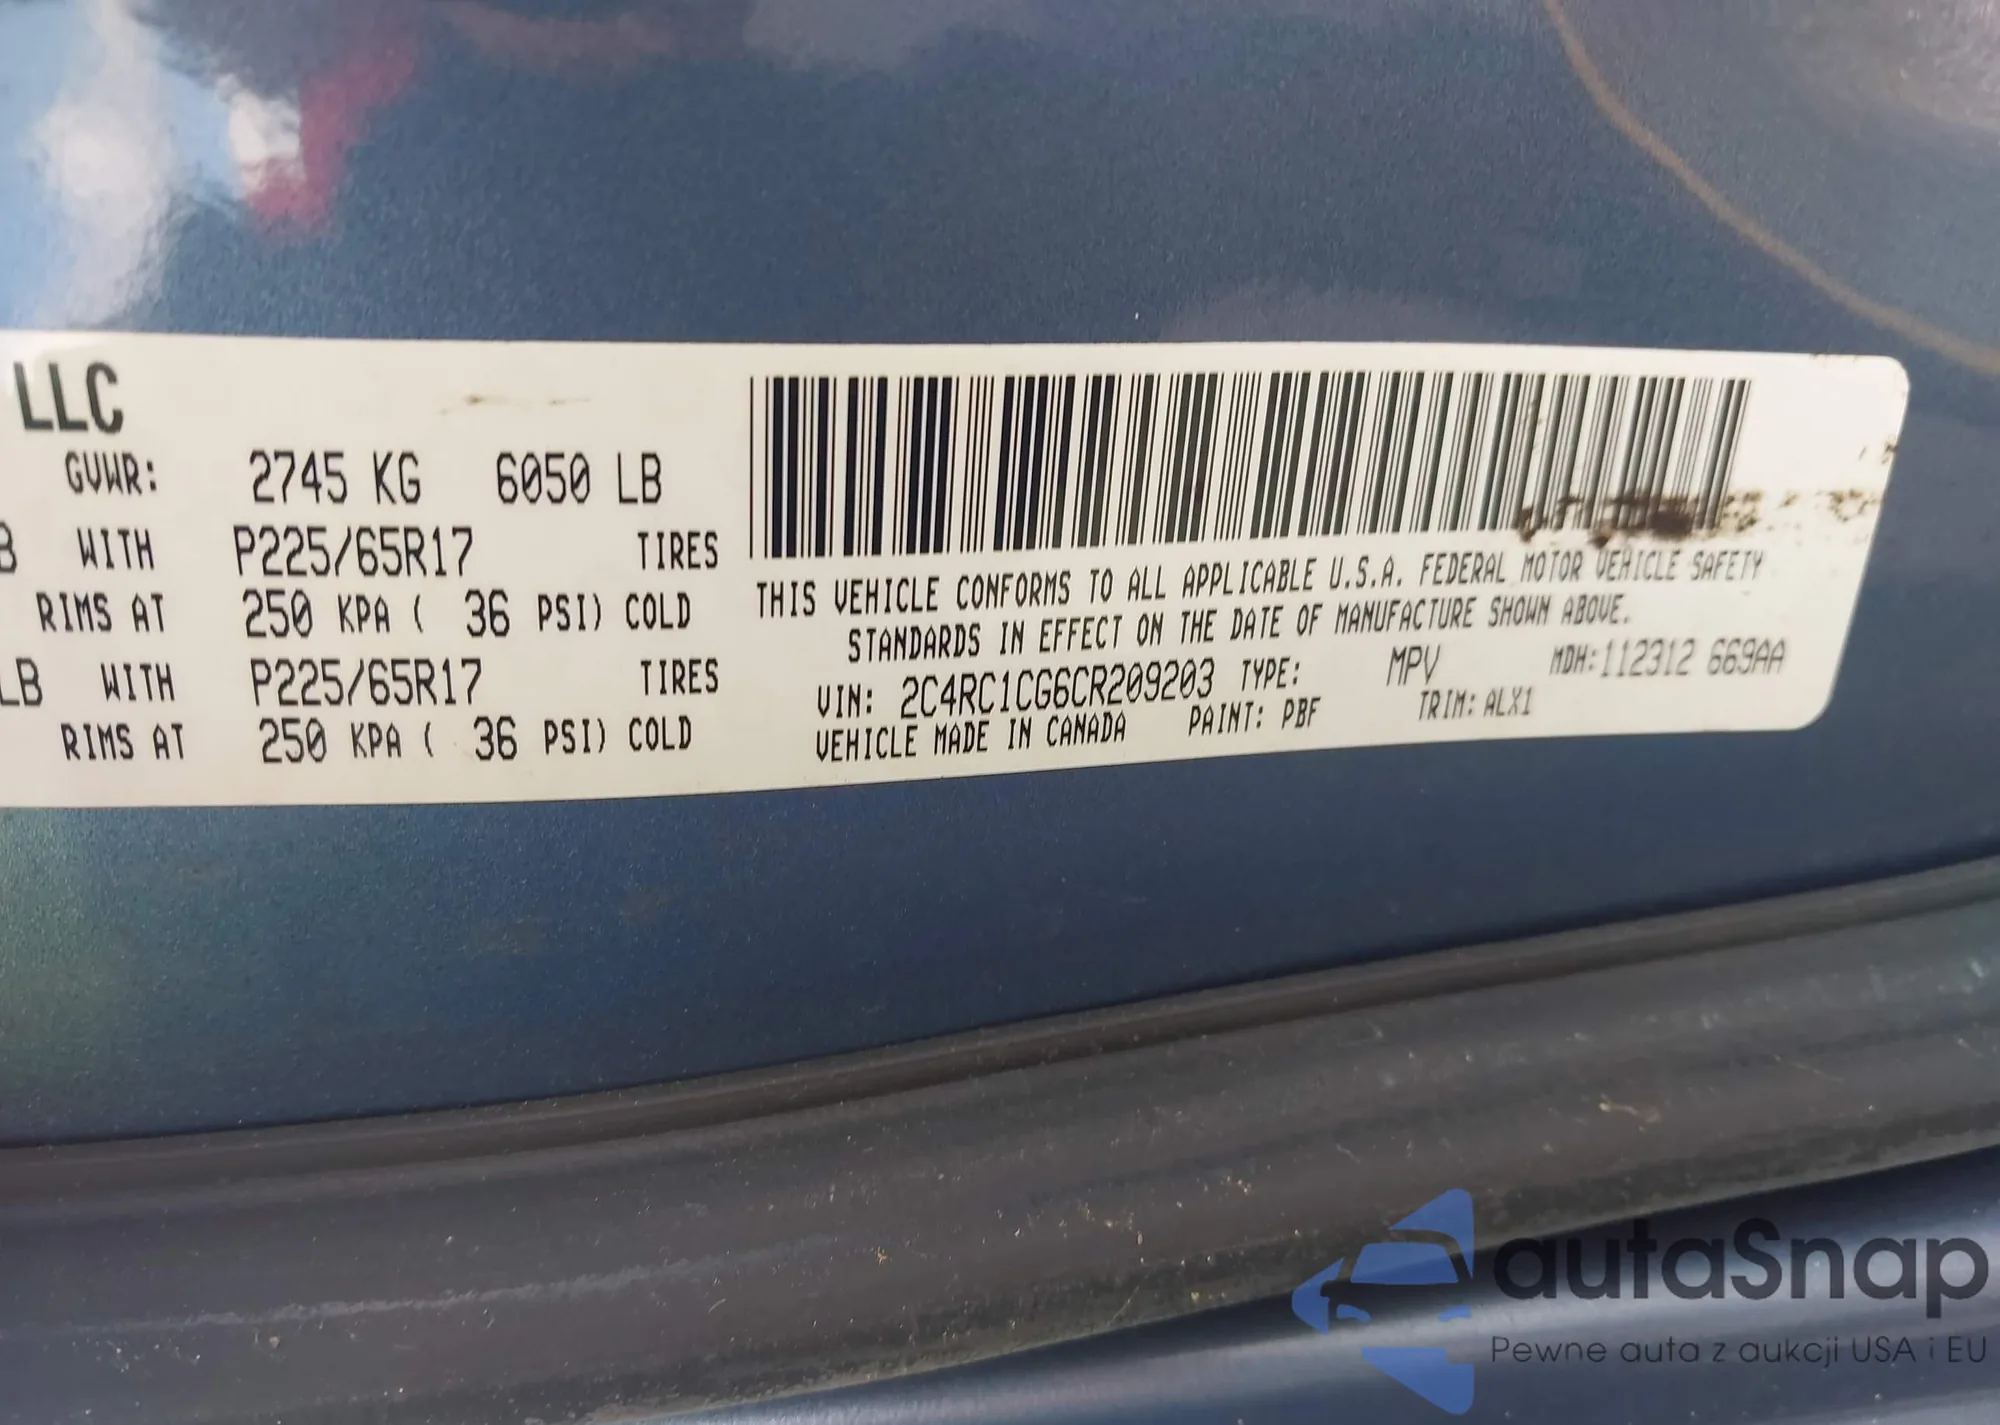 LLC
GVWR: 2745 KG 6050 LB
B WITH P225/65R17 TIRES
RIMS AT 250 KPA ( 36 PSI) COLD
LB WITH P225/65R17 TIRES
RIMS AT 250 KPA ( 36 PSI) COLD
THIS VEHICLE CONFORMS TO ALL APPLICABLE U.S.A. FEDERAL MOTOR VEHICLE SAFETY
STANDARDS IN EFFECT ON THE DATE OF MANUFACTURE SHOWN ABOVE.
VIN: 2C4RC1CG6CR209203 TYPE: MPV MDH:112312 669AA
VEHICLE MADE IN CANADA PAINT: PBF TRIM: ALX1
autaSnap
Pewne auta z aukcji USA i EU